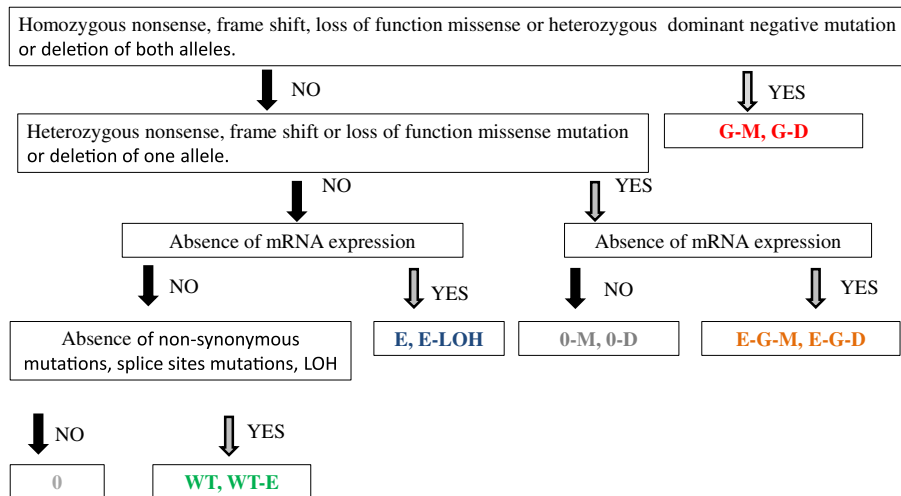 Homozygous nonsense, frame shift, loss of function missense or heterozygous dominant negative mutation
or deletion of both alleles.
NO
YES
Heterozygous nonsense, frame shift or loss of function missense mutation
or deletion of one allele.
G-M, G-D
NO
YES
Absence of mRNA expression
Absence of mRNA expression
NO
YES
NO
YES
Absence of non-synonymous
mutations, splice sites mutations, LOH
E, E-LOH
0-M, 0-D
E-G-M, E-G-D
NO
YES
0
WT, WT-E